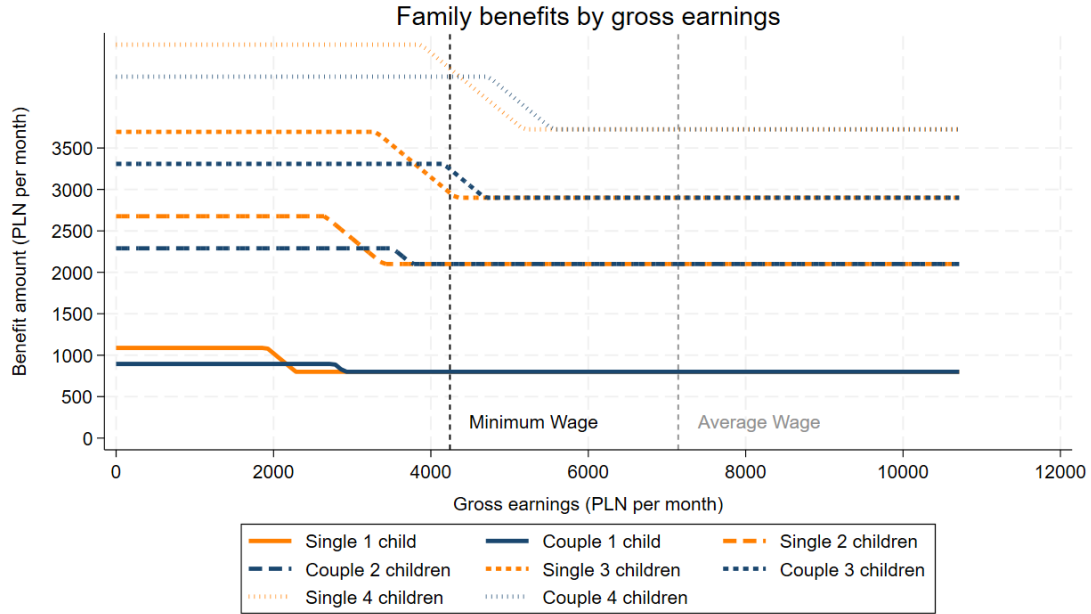 Family benefits by gross earnings
Benefit amount (PLN per month)
3500
3000
2500
2000
1500
1000
500
0
Minimum Wage
Average Wage
0 2000 4000 6000 8000 10000 12000
Gross earnings (PLN per month)
Single 1 child Couple 1 child Single 2 children
Couple 2 children Single 3 children Couple 3 children
Single 4 children Couple 4 children